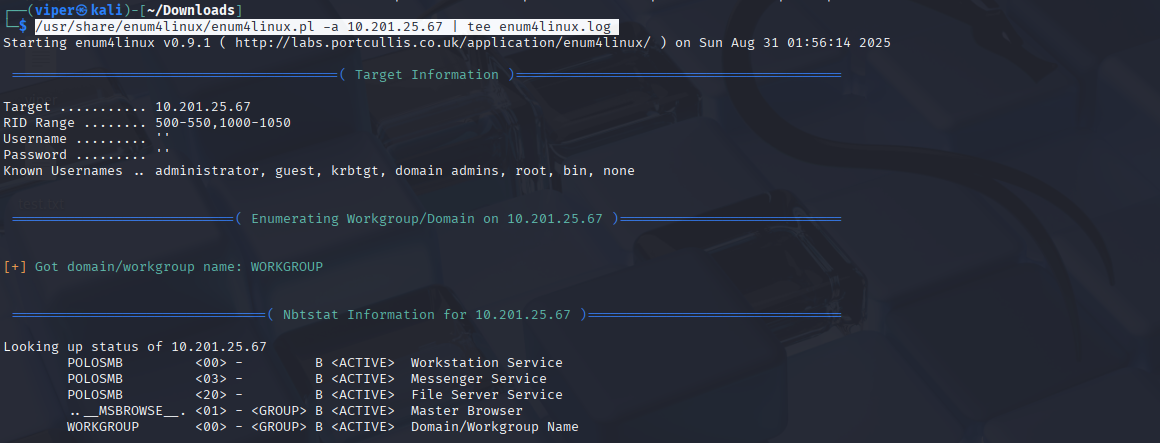 ┌──(viper㉿kali)-[~/Downloads]
└─$ /usr/share/enum4linux/enum4linux.pl -a 10.201.25.67 | tee enum4linux.log
Starting enum4linux v0.9.1 ( http://labs.portcullis.co.uk/application/enum4linux/ ) on Sun Aug 31 01:56:14 2025
=========================================( Target Information )=========================================
Target ........... 10.201.25.67
RID Range ........ 500-550,1000-1050
Username ......... ''
Password ......... ''
Known Usernames .. administrator, guest, krbtgt, domain admins, root, bin, none
============================( Enumerating Workgroup/Domain on 10.201.25.67 )============================
[+] Got domain/workgroup name: WORKGROUP
================================( Nbtstat Information for 10.201.25.67 )================================
Looking up status of 10.201.25.67
POLOSMB         <00> -         B <ACTIVE>  Workstation Service
POLOSMB         <03> -         B <ACTIVE>  Messenger Service
POLOSMB         <20> -         B <ACTIVE>  File Server Service
..__MSBROWSE__. <01> - <GROUP> B <ACTIVE>  Master Browser
WORKGROUP       <00> - <GROUP> B <ACTIVE>  Domain/Workgroup Name